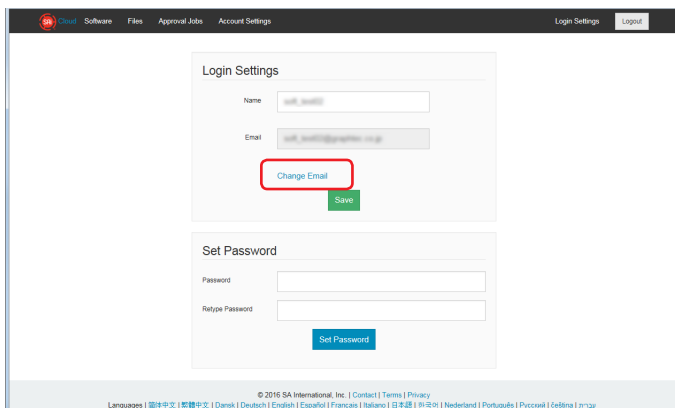 SAi Cloud Software Files Approval Jobs Account Settings Login Settings Logout
Login Settings
Name
Email
Change Email
Save
Set Password
Password
Retype Password
Set Password
© 2016 SA International, Inc. | Contact | Terms | Privacy
Languages | 简体中文 | 繁體中文 | Dansk | Deutsch | English | Español | Français | Italiano | 日本語 | 한국어 | Nederland | Português | Русский | čeština | עברית